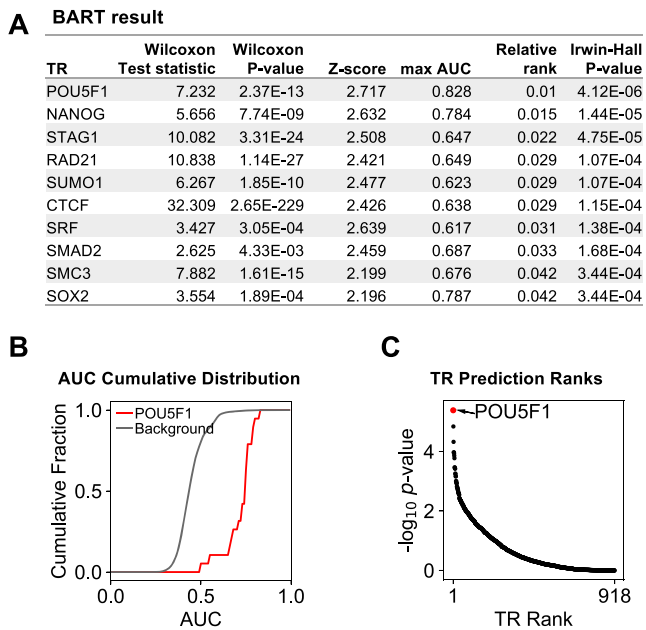 A BART result
TR Wilcoxon Test statistic Wilcoxon P-value Z-score max AUC Relative rank Irwin-Hall P-value
POU5F1 7.232 2.37E-13 2.717 0.828 0.01 4.12E-06
NANOG 5.656 7.74E-09 2.632 0.784 0.015 1.44E-05
STAG1 10.082 3.31E-24 2.508 0.647 0.022 4.75E-05
RAD21 10.838 1.14E-27 2.421 0.649 0.029 1.07E-04
SUMO1 6.267 1.85E-10 2.477 0.623 0.029 1.07E-04
CTCF 32.309 2.65E-229 2.426 0.638 0.029 1.15E-04
SRF 3.427 3.05E-04 2.639 0.617 0.031 1.38E-04
SMAD2 2.625 4.33E-03 2.459 0.687 0.033 1.68E-04
SMC3 7.882 1.61E-15 2.199 0.676 0.042 3.44E-04
SOX2 3.554 1.89E-04 2.196 0.787 0.042 3.44E-04
B
AUC Cumulative Distribution
Cumulative Fraction
1.0
0.5
0.0
POU5F1
Background
0.0 0.5 1.0
AUC
C
TR Prediction Ranks
-log10 p-value
4
2
0
POU5F1
1 918
TR Rank